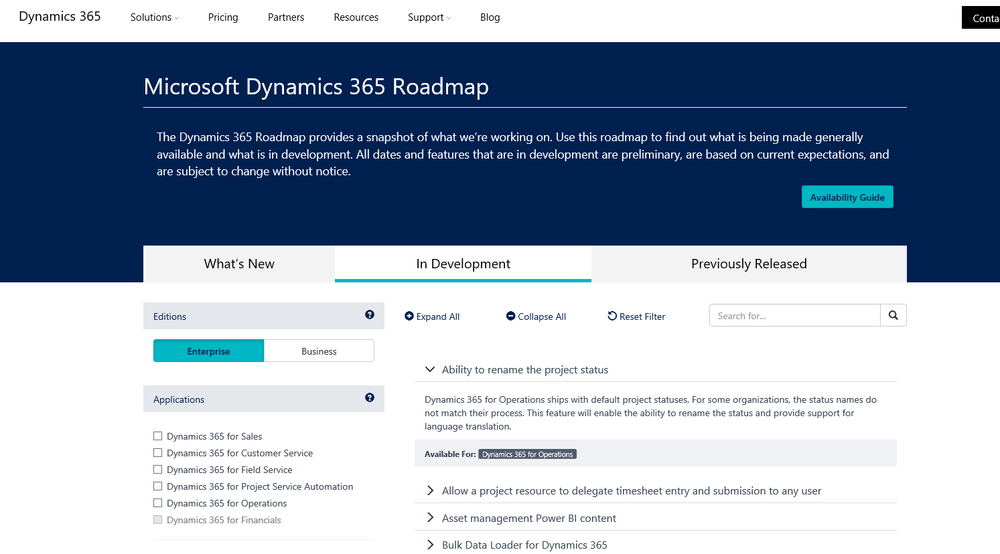 Dynamics 365 Solutions Pricing Partners Resources Support Blog
Microsoft Dynamics 365 Roadmap
The Dynamics 365 Roadmap provides a snapshot of what we're working on. Use this roadmap to find out what is being made generally
available and what is in development. All dates and features that are in development are preliminary, are based on current expectations, and
are subject to change without notice.
Availability Guide
What's New In Development Previously Released
Editions
Enterprise Business
Applications
Dynamics 365 for Sales
Dynamics 365 for Customer Service
Dynamics 365 for Field Service
Dynamics 365 for Project Service Automation
Dynamics 365 for Operations
Dynamics 365 for Financials
Expand All Collapse All Reset Filter Search for...
Ability to rename the project status
Dynamics 365 for Operations ships with default project statuses. For some organizations, the status names do
not match their process. This feature will enable the ability to rename the status and provide support for
language translation.
Available For: Dynamics 365 for Operations
Allow a project resource to delegate timesheet entry and submission to any user
Asset management Power BI content
Bulk Data Loader for Dynamics 365